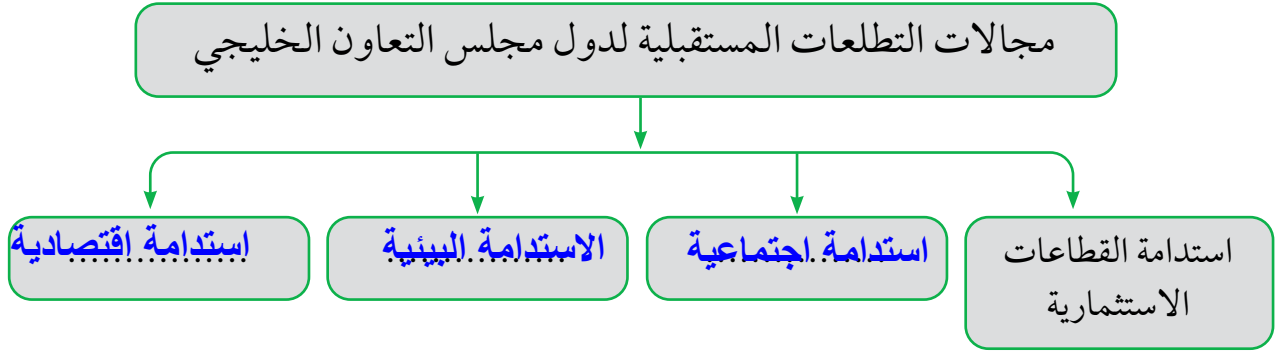 مجالات التطلعات المستقبلية لدول مجلس التعاون الخليجي
استدامة القطاعات
الاستثمارية
استدامة اجتماعية
الاستدامة البيئية
استدامة اقتصادية